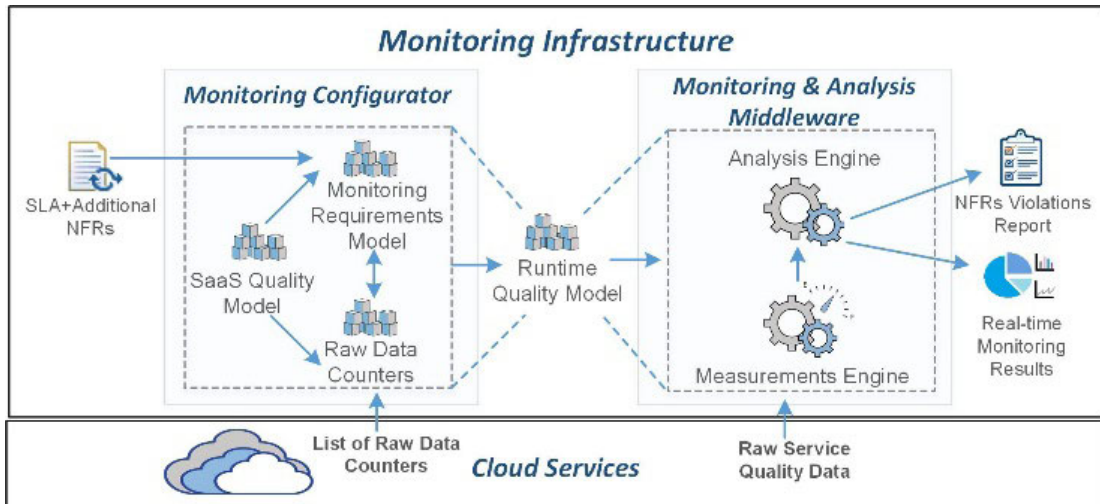 Monitoring Infrastructure
Monitoring Configurator
Monitoring & Analysis
Middleware
SLA+Additional
NFRs
Monitoring
Requirements
Model
SaaS Quality
Model
Raw Data
Counters
Runtime
Quality Model
Analysis Engine
Measurements Engine
NFRs Violations
Report
Real-time
Monitoring
Results
List of Raw Data
Counters
Cloud Services
Raw Service
Quality Data